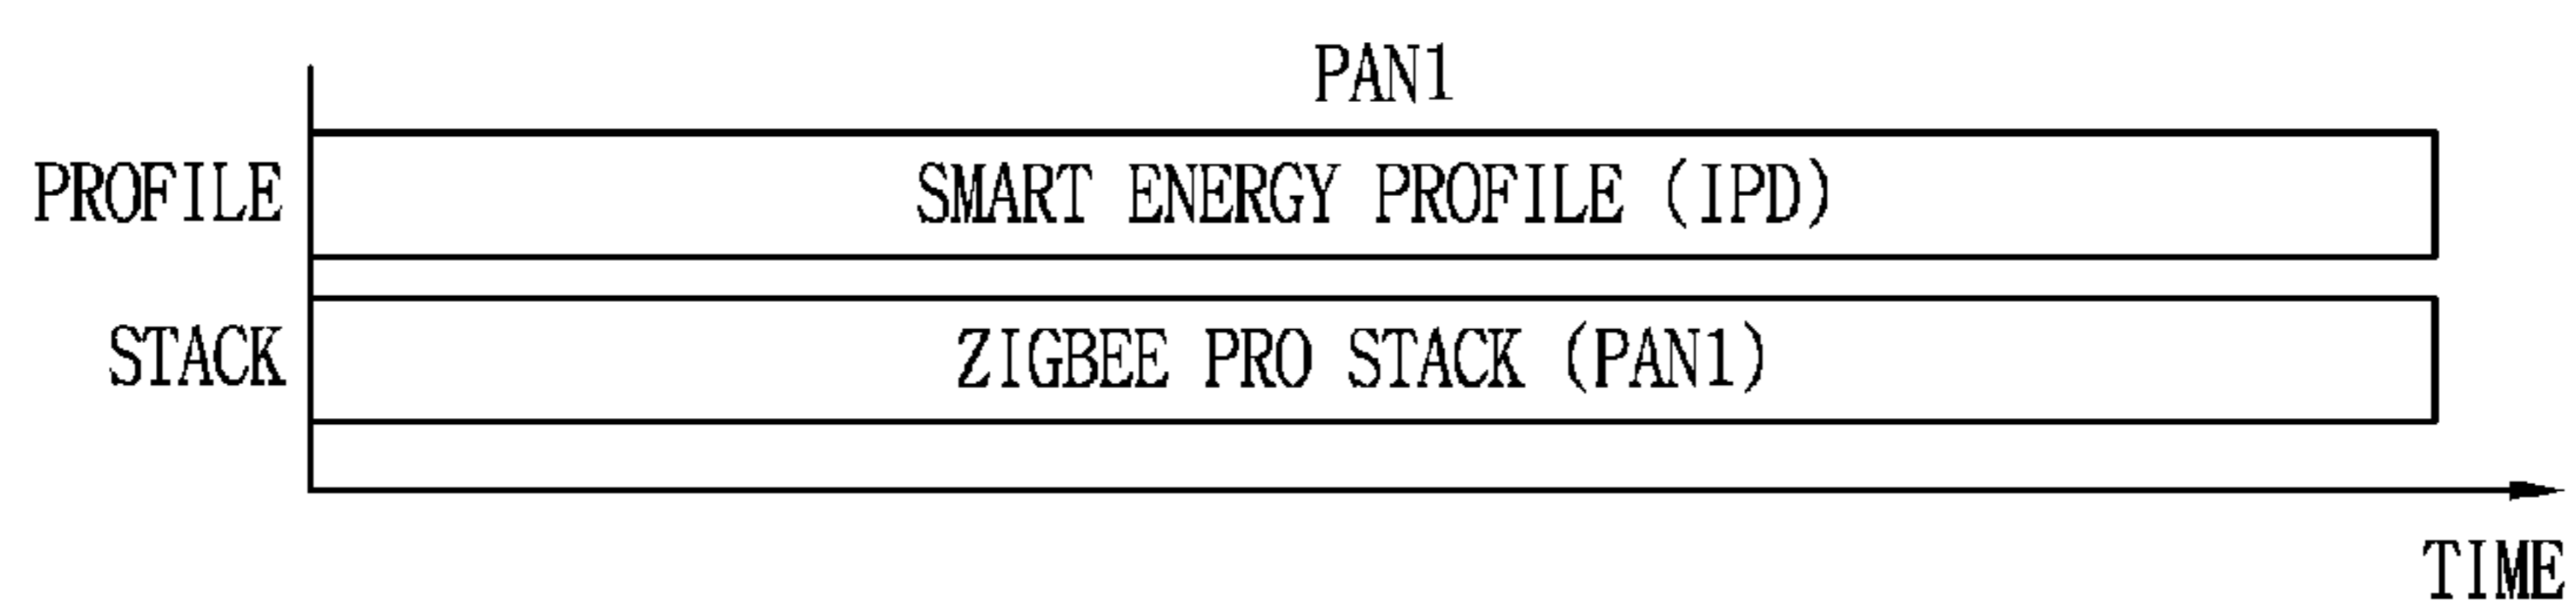 PAN1
PROFILE SMART ENERGY PROFILE (IPD)
STACK ZIGBEE PRO STACK (PAN1)
TIME